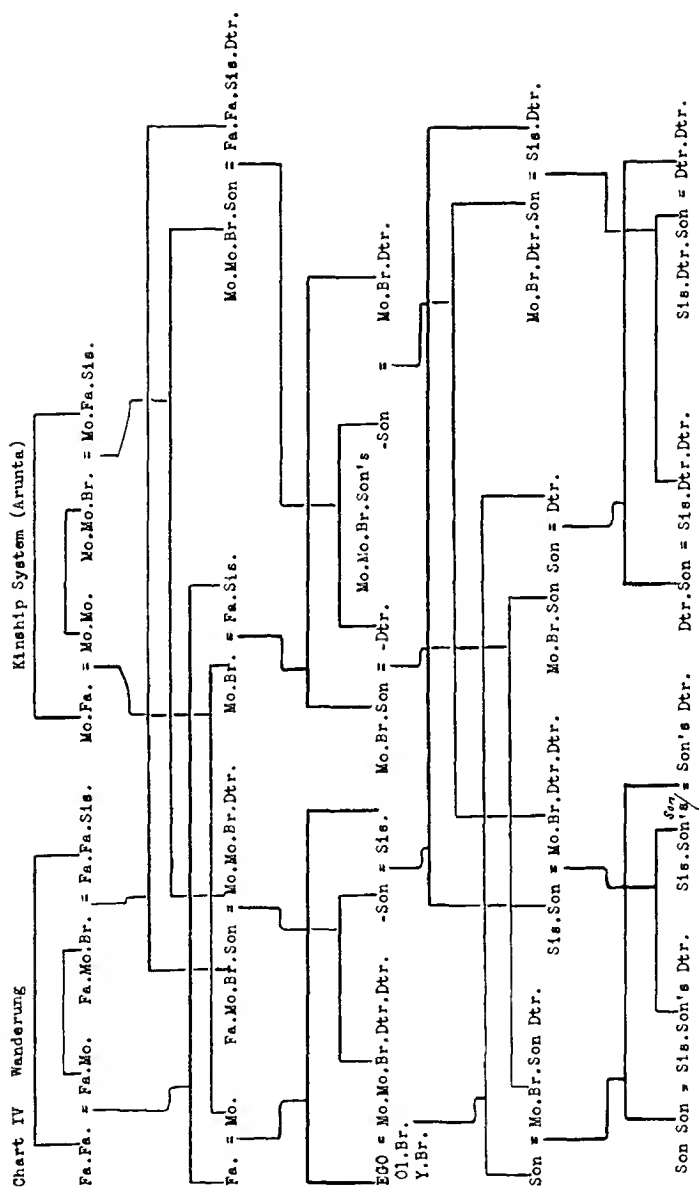 Chart IV Wanderung Kinship System (Arunta)
Fa.Fa. = Fa.Mo. Fa.Mo.Br. = Fa.Fa.Sis. Mo.Fa. = Mo.Mo. Mo.Mo.Br. = Mo.Fa.Sis.
Fa. = Mo. Fa.Mo.Br.Son = Mo.Mo.Br.Dtr. Mo.Br. = Fa.Sis. Mo.Mo.Br.Son = Fa.Fa.Sis.Dtr.
Mo.Mo.Br.Son's
EGO = Mo.Mo.Br.Dtr.Dtr. -Son = Sis. Mo.Br.Son = -Dtr. -Son = Mo.Br.Dtr.
Ol.Br.
Y.Br.
Son = Mo.Br.Son Dtr. Sis.Son = Mo.Br.Dtr.Dtr. Mo.Br.Son Son = Dtr. Mo.Br.Dtr.Son = Sis.Dtr.
Son
Son Son = Sis.Son's Dtr. Sis.Son's/= Son's Dtr. Dtr.Son = Sis.Dtr.Dtr. Sis.Dtr.Son = Dtr.Dtr.